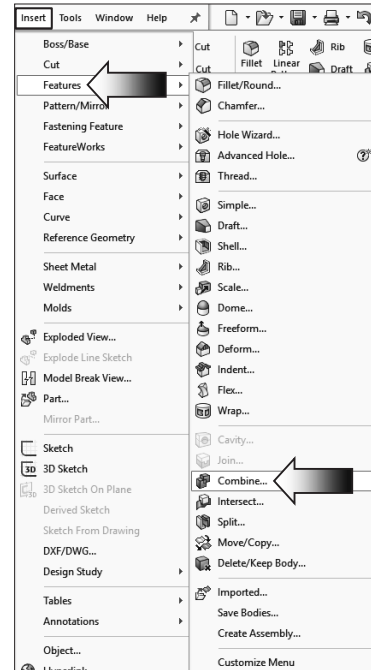 Insert Tools Window Help
Boss/Base
Cut
Features
Pattern/Mirror
Fastening Feature
FeatureWorks
Surface
Face
Curve
Reference Geometry
Sheet Metal
Weldments
Molds
Exploded View...
Explode Line Sketch
Model Break View...
Part...
Mirror Part...
Sketch
3D 3D Sketch
3D 3D Sketch On Plane
Derived Sketch
Sketch From Drawing
DXF/DWG...
Design Study
Tables
Annotations
Object...
Hyperlink
Cut
Cut
Fillet Linear
Rib
Draft
Fillet/Round...
Chamfer...
Hole Wizard...
Advanced Hole...
Thread...
Simple...
Draft...
Shell...
Rib...
Scale...
Dome...
Freeform...
Deform...
Indent...
Flex...
Wrap...
Cavity...
Join...
Combine...
Intersect...
Split...
Move/Copy...
Delete/Keep Body...
Imported...
Save Bodies...
Create Assembly...
Customize Menu